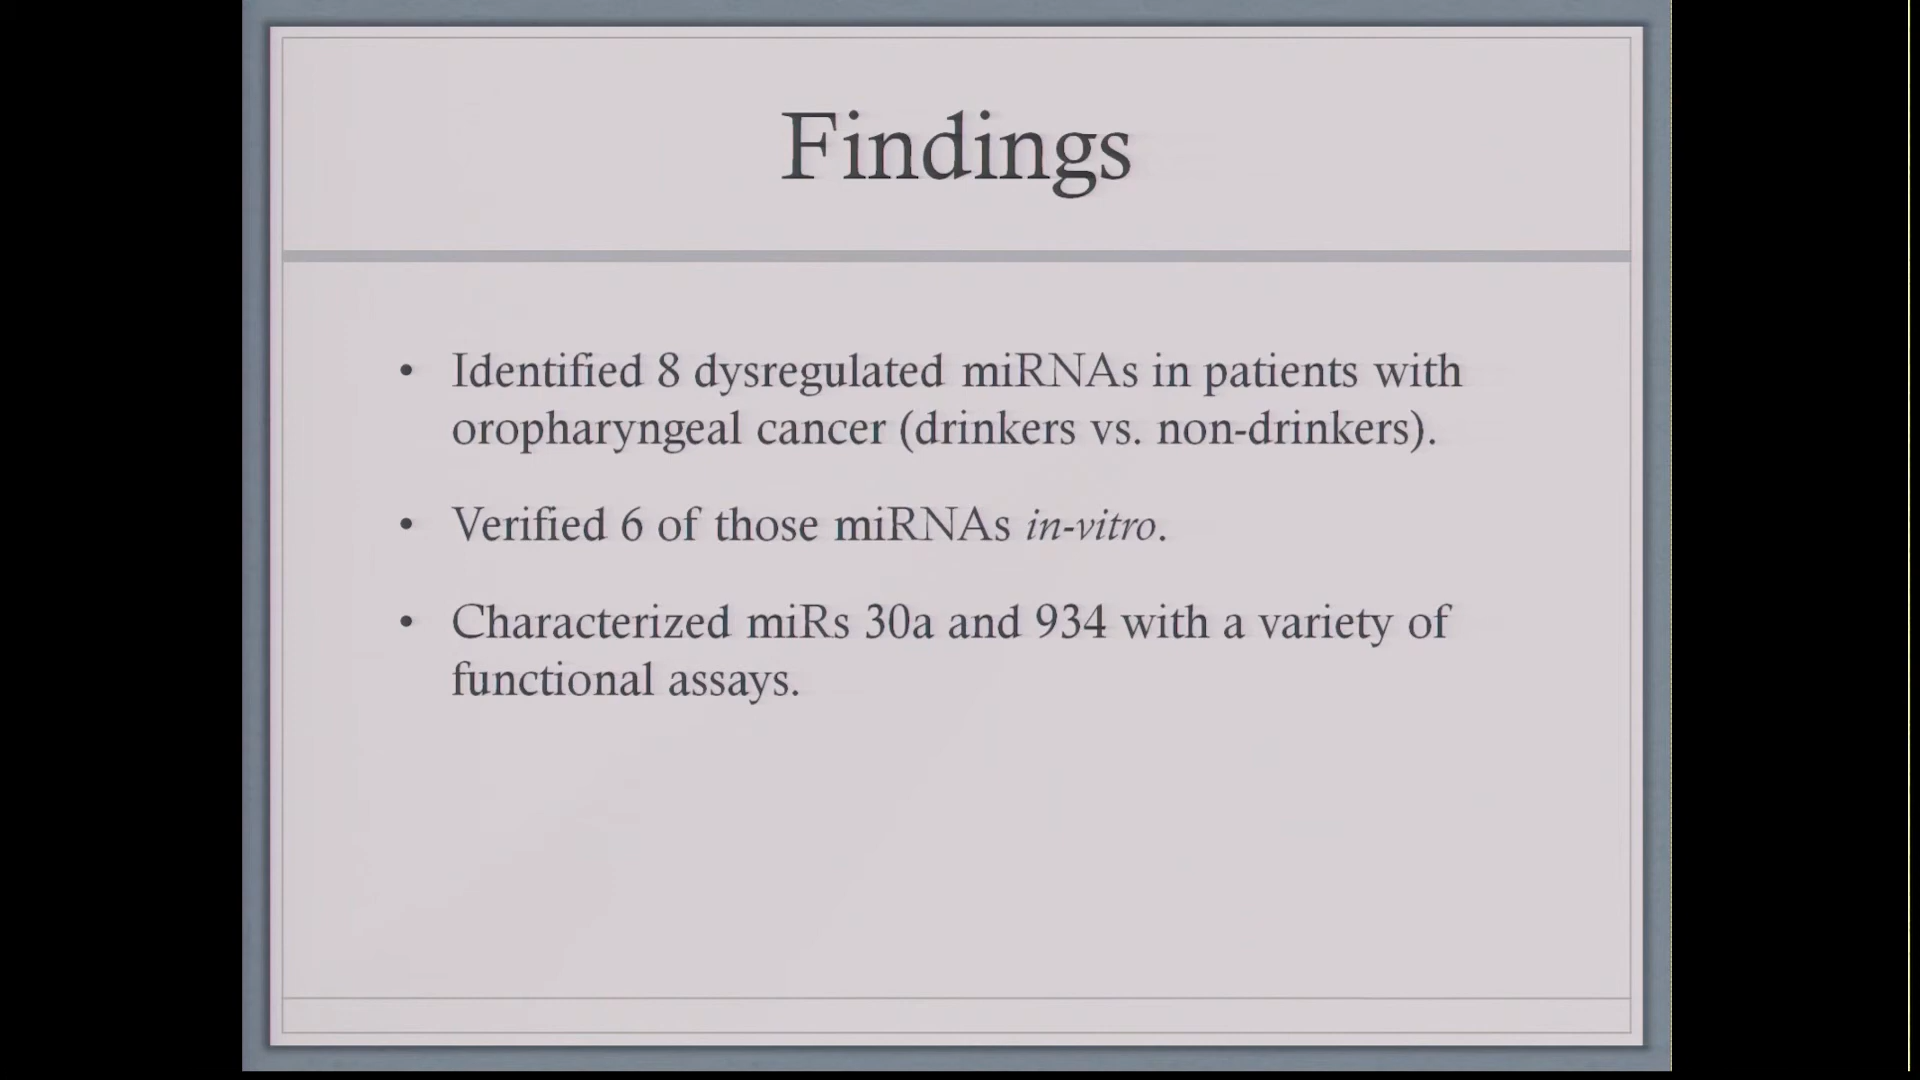 Findings
• Identified 8 dysregulated miRNAs in patients with
oropharyngeal cancer (drinkers vs. non-drinkers).
• Verified 6 of those miRNAs in-vitro.
• Characterized miRs 30a and 934 with a variety of
functional assays.